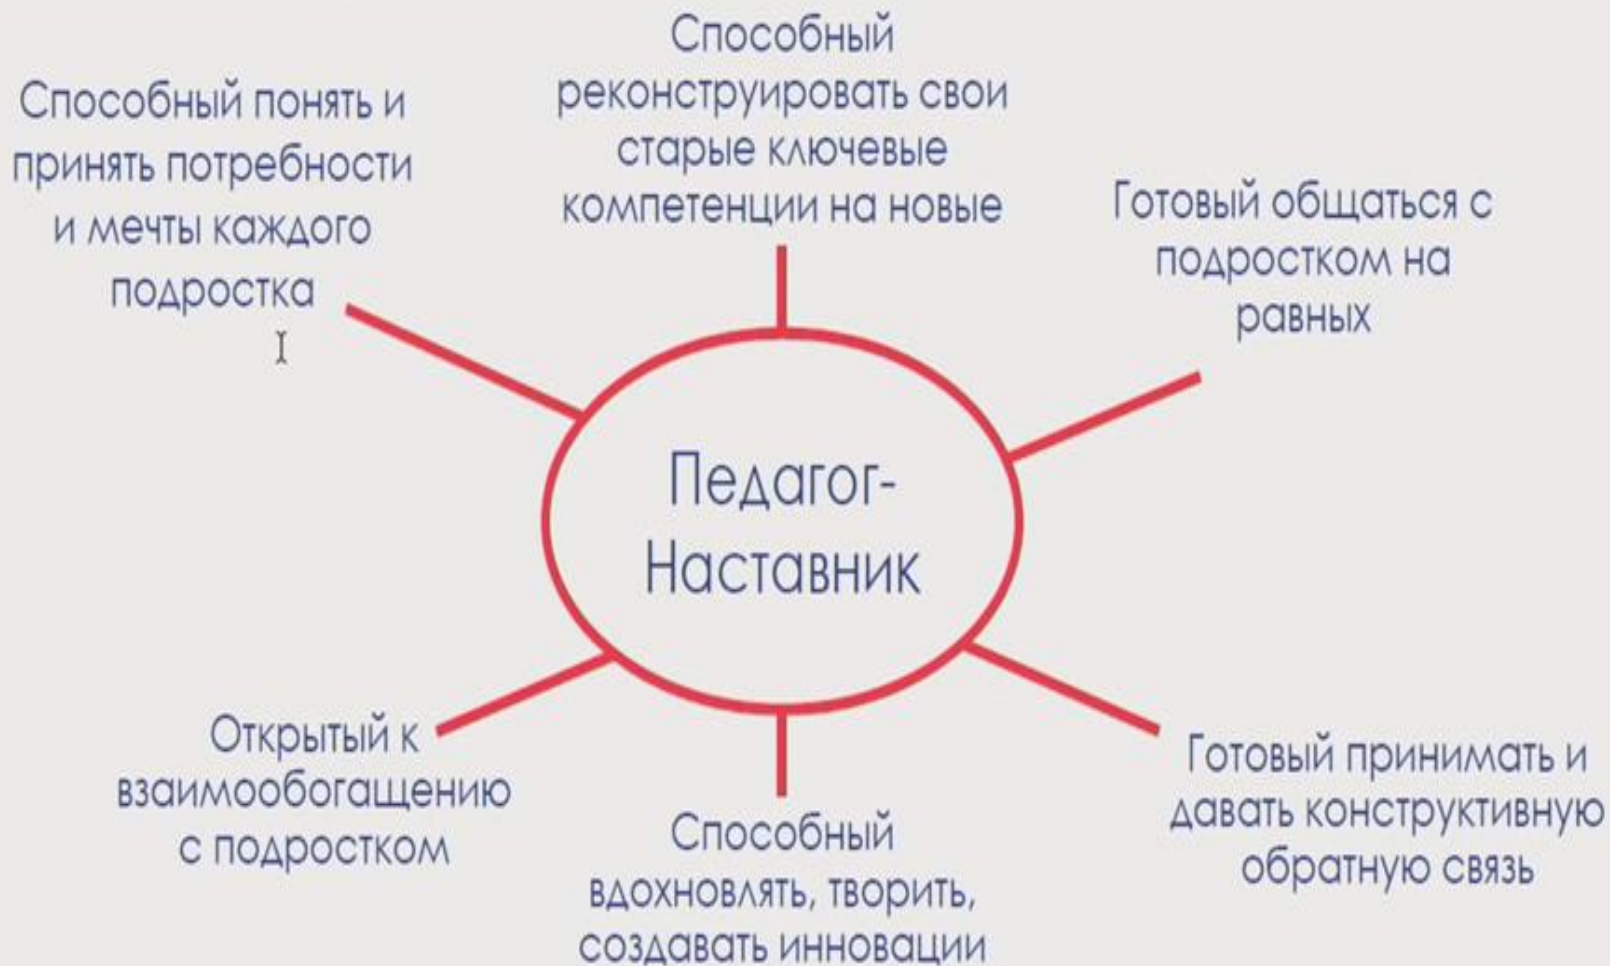 Способный понять и
принять потребности
и мечты каждого
подростка
Способный
реконструировать свои
старые ключевые
компетенции на новые
Готовый общаться с
подростком на
равных
Педагог-
Наставник
Открытый к
взаимообогащению
с подростком
Способный
вдохновлять, творить,
создавать инновации
Готовый принимать и
давать конструктивную
обратную связь